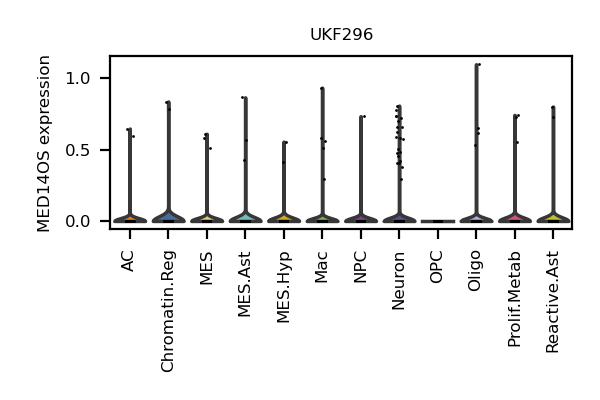 UKF296
MED14OS expression
1.0
0.5
0.0
AC
Chromatin.Reg
MES
MES.Ast
MES.Hyp
Mac
NPC
Neuron
OPC
Oligo
Prolif.Metab
Reactive.Ast